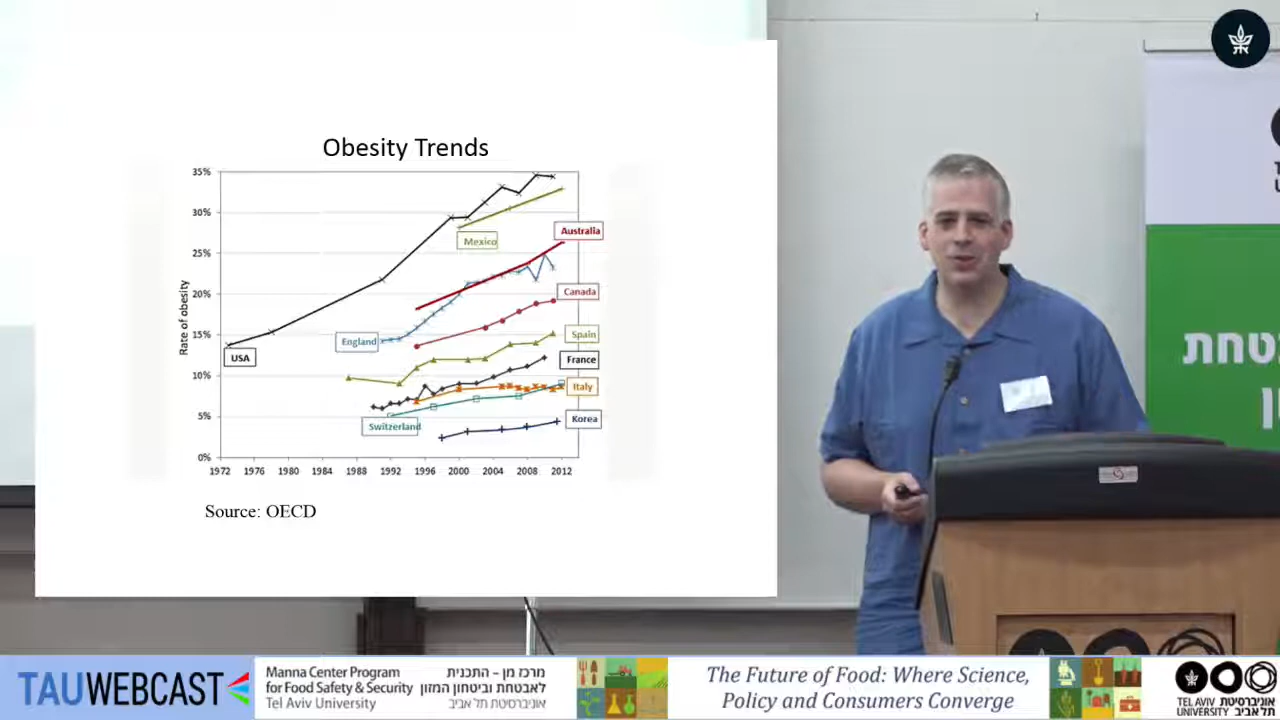 Obesity Trends
35%
30%
25%
20%
15%
10%
5%
0%
Rate of obesity
USA
Mexico
Australia
England
Canada
Spain
France
Italy
Switzerland
Korea
1972 1976 1980 1984 1988 1992 1996 2000 2004 2008 2012
Source: OECD
TAUWEBCAST
Manna Center Program
for Food Safety & Security
Tel Aviv University
מרכז מן – התכנית
לאבטחת וביטחון המזון
אוניברסיטת תל אביב
The Future of Food: Where Science,
Policy and Consumers Converge
TEL AVIV אוניברסיטת
UNIVERSITY תל אביב